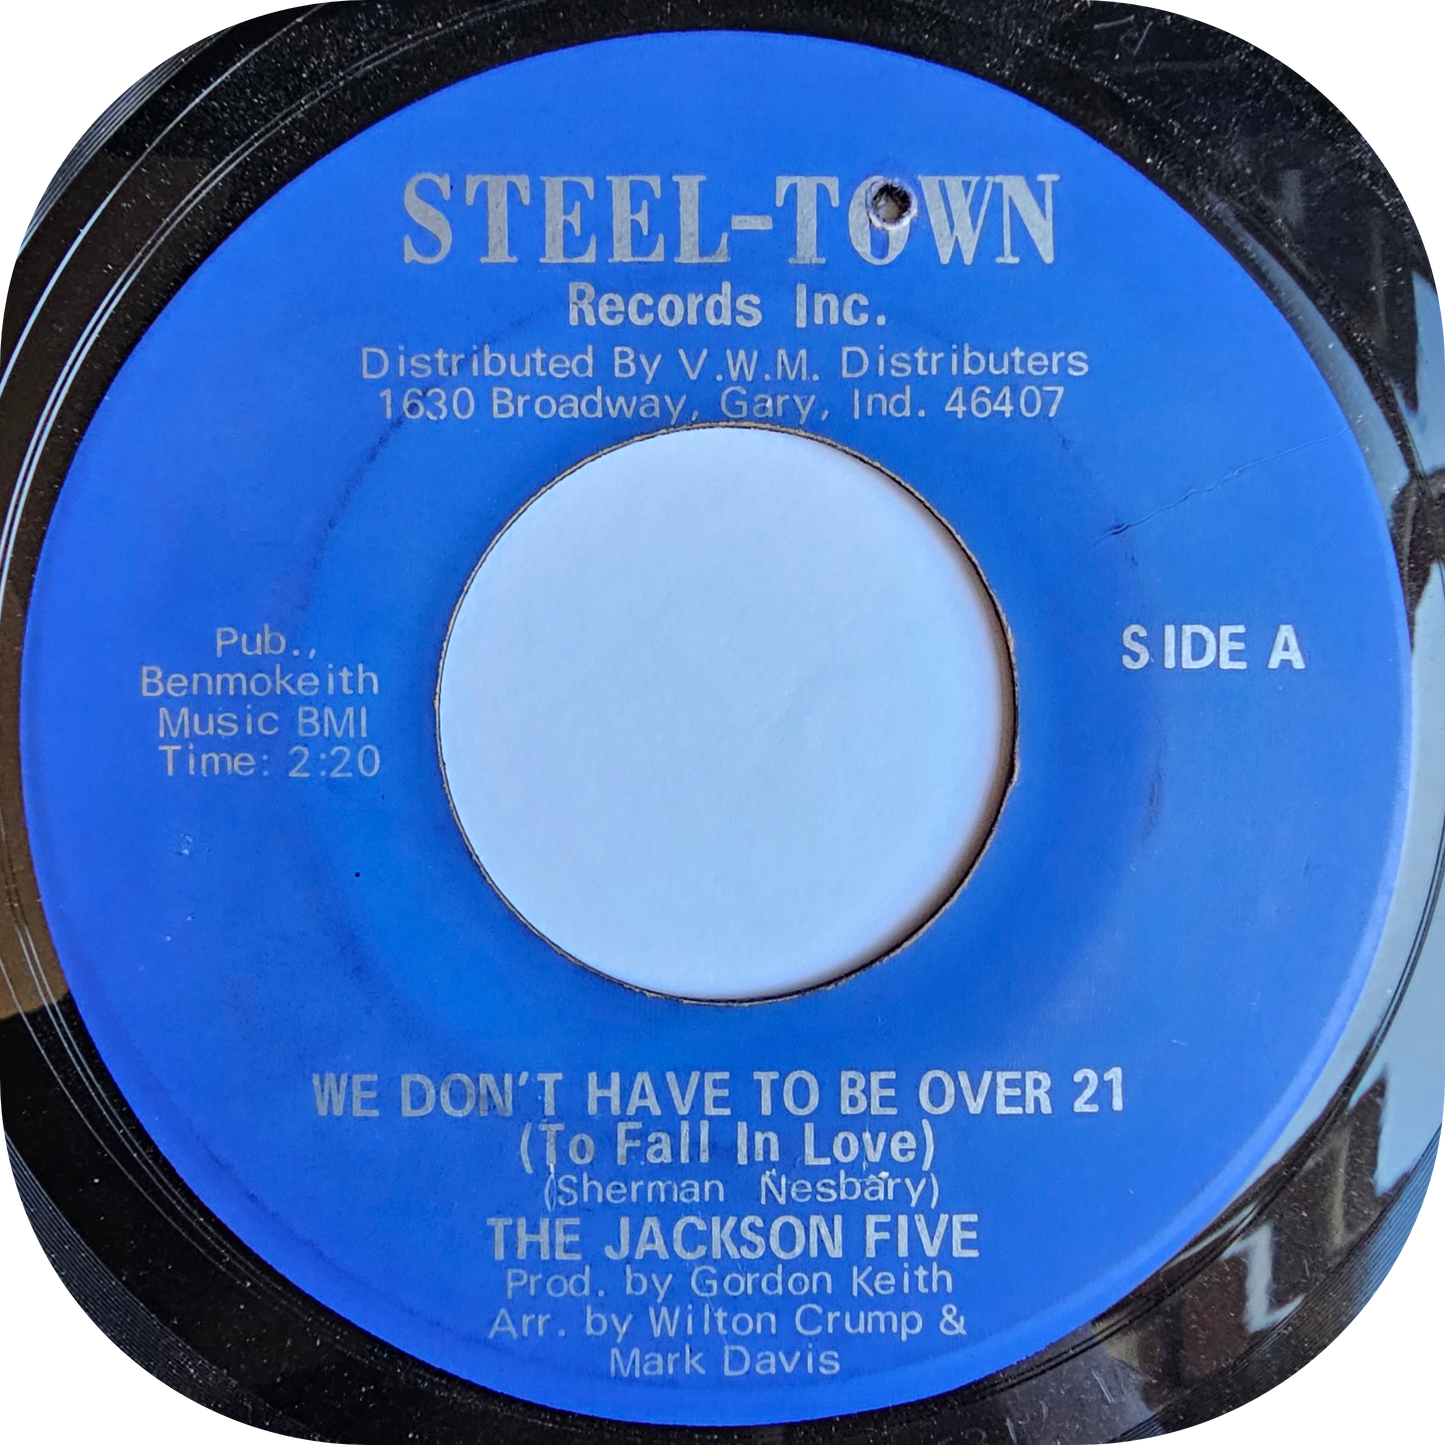 STEEL-TOWN
Records Inc.
Distributed By V.W.M. Distributers
1630 Broadway, Gary, Ind. 46407
Pub.,
Benmokeith
Music BMI
Time: 2:20
SIDE A
WE DON'T HAVE TO BE OVER 21
(To Fall In Love)
(Sherman Nesbary)
THE JACKSON FIVE
Prod. by Gordon Keith
Arr. by Wilton Crump &
Mark Davis